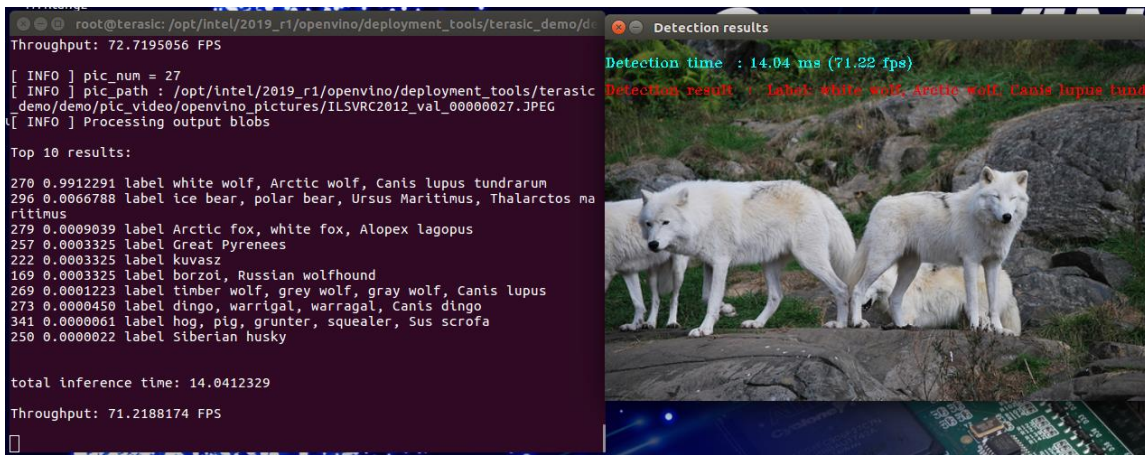 root@terasic: /opt/intel/2019_r1/openvino/deployment_tools/terasic_demo/de
Throughput: 72.7195056 FPS
[ INFO ] pic_num = 27
[ INFO ] pic_path : /opt/intel/2019_r1/openvino/deployment_tools/terasic
_demo/demo/pic_video/openvino_pictures/ILSVRC2012_val_00000027.JPEG
[ INFO ] Processing output blobs
Top 10 results:
270 0.9912291 label white wolf, Arctic wolf, Canis lupus tundrarum
296 0.0066788 label ice bear, polar bear, Ursus Maritimus, Thalarctos ma
ritimus
279 0.0009039 label Arctic fox, white fox, Alopex lagopus
257 0.0003325 label Great Pyrenees
222 0.0003325 label kuvasz
169 0.0003325 label borzoi, Russian wolfhound
269 0.0001223 label timber wolf, grey wolf, gray wolf, Canis lupus
273 0.0000450 label dingo, warrigal, warragal, Canis dingo
341 0.0000061 label hog, pig, grunter, squealer, Sus scrofa
250 0.0000022 label Siberian husky
total inference time: 14.0412329
Throughput: 71.2188174 FPS
Detection results
Detection time : 14.04 ms (71.22 fps)
Detection result : Label: white wolf, Arctic wolf, Canis lupus tund